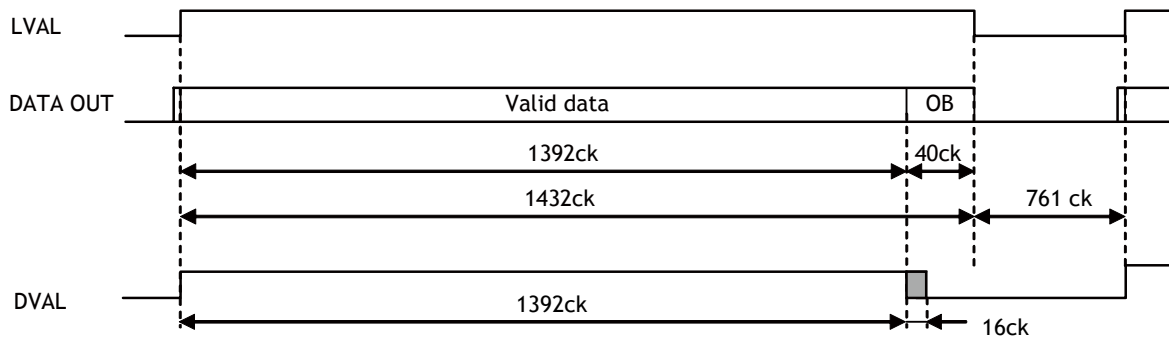 LVAL
DATA OUT
Valid data
OB
1392ck
40ck
1432ck
761 ck
DVAL
1392ck
16ck